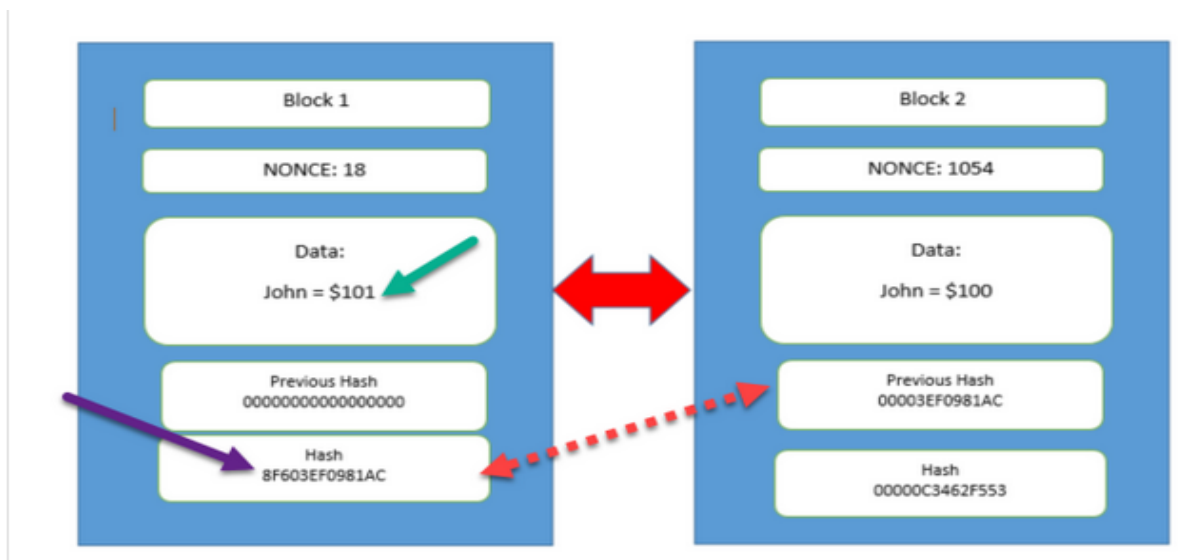 Block 1
NONCE: 18
Data:
John = $101
Previous Hash
00000000000000000
Hash
8F603EF0981AC
Block 2
NONCE: 1054
Data:
John = $100
Previous Hash
00003EF0981AC
Hash
00000C3462F553